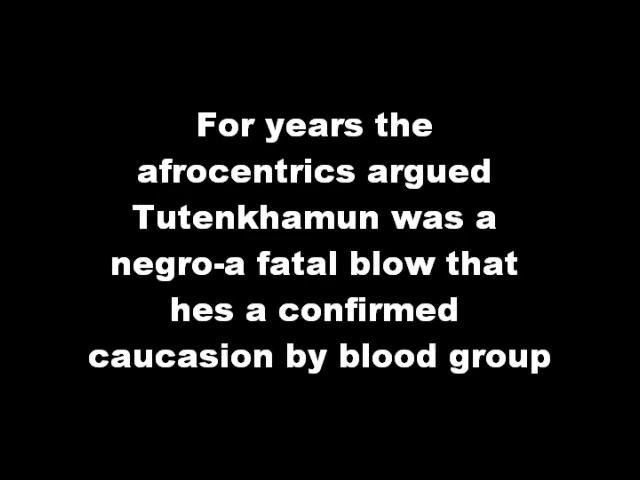 For years the
afrocentrics argued
Tutenkhamun was a
negro-a fatal blow that
hes a confirmed
caucasion by blood group